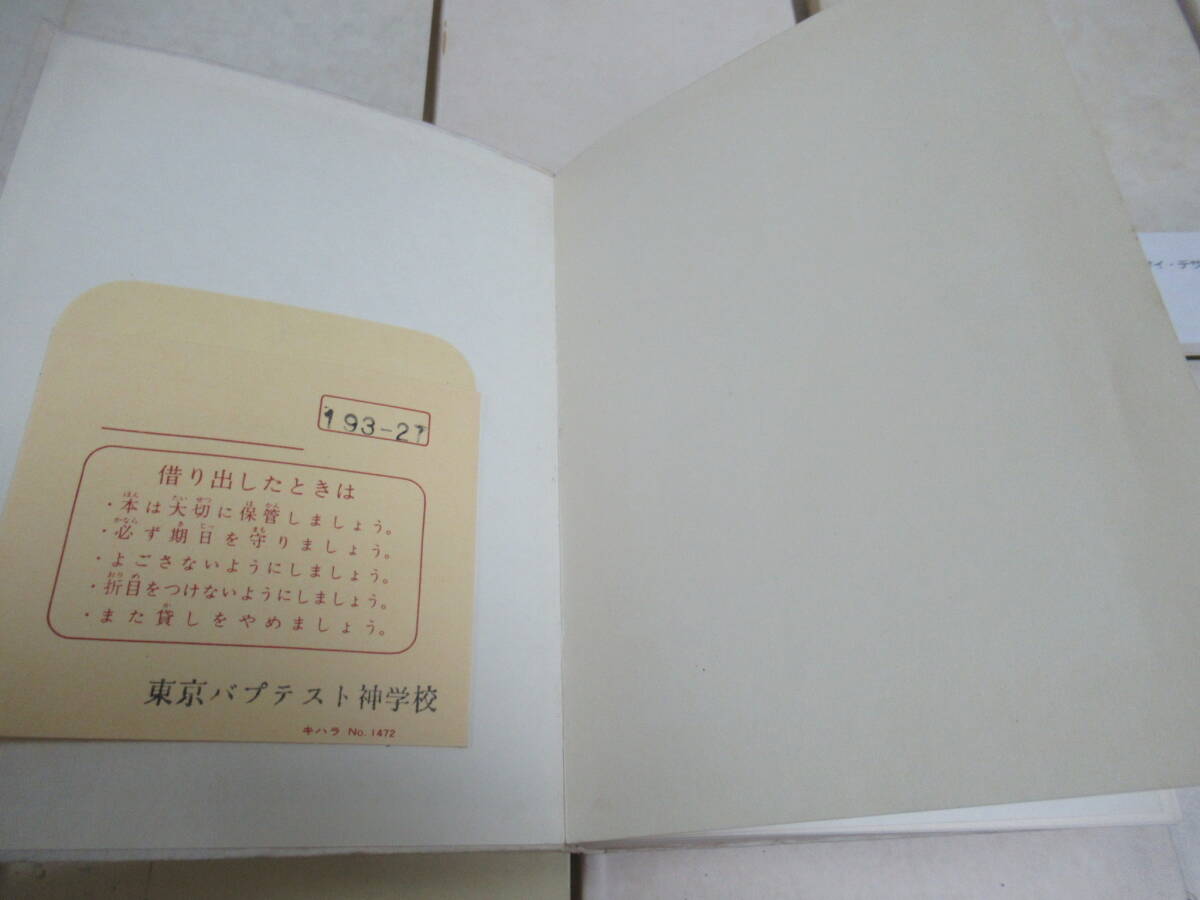 193-27
借り出したときは
・本は大切に保管しましょう。
・必ず期日を守りましょう。
・よごさないようにしましょう。
・折目をつけないようにしましょう。
・また貸しをやめましょう。
東京バプテスト神学校
キハラ No. 1472
イ・デザ